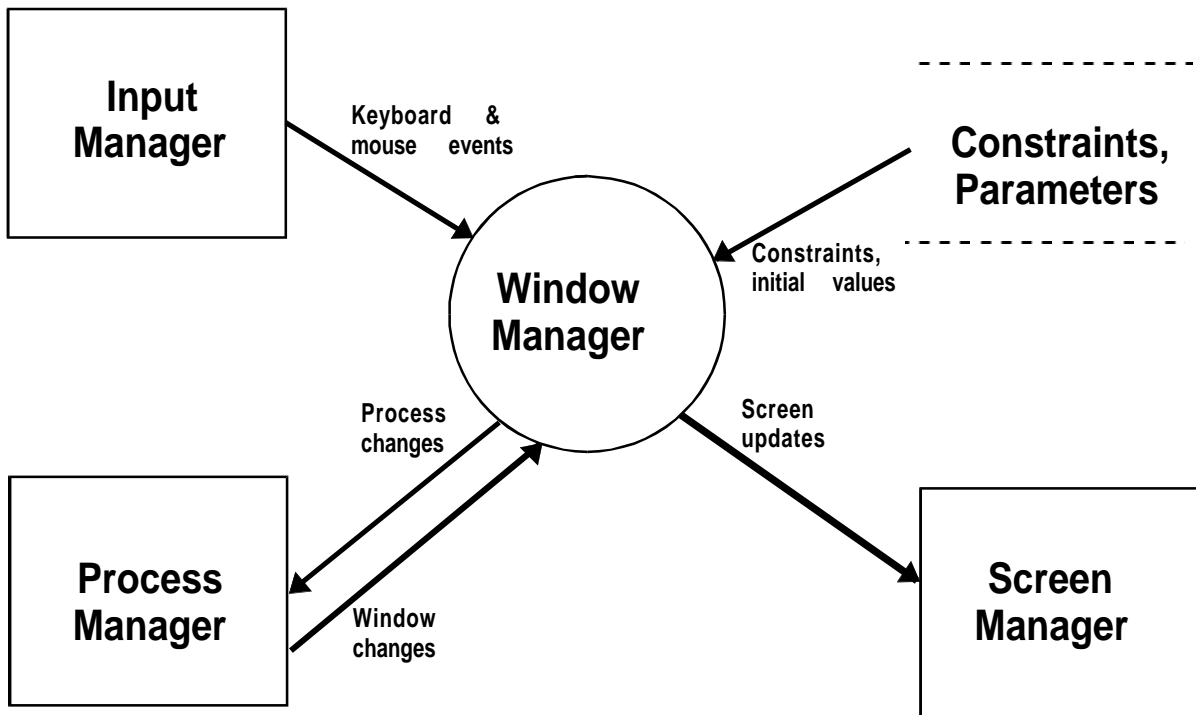 Input
Manager
Keyboard &
mouse events
Constraints,
Parameters
Constraints,
initial values
Window
Manager
Process
changes
Screen
updates
Process
Manager
Window
changes
Screen
Manager